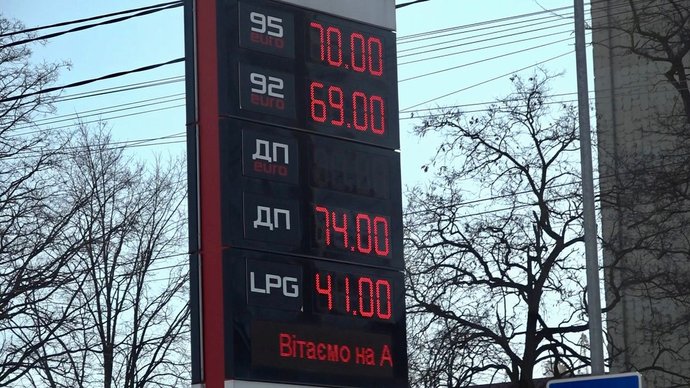 95 70.00
euro
92 69.00
euro
ДП
euro
ДП 74.00
LPG 41.00
Вітаємо на А